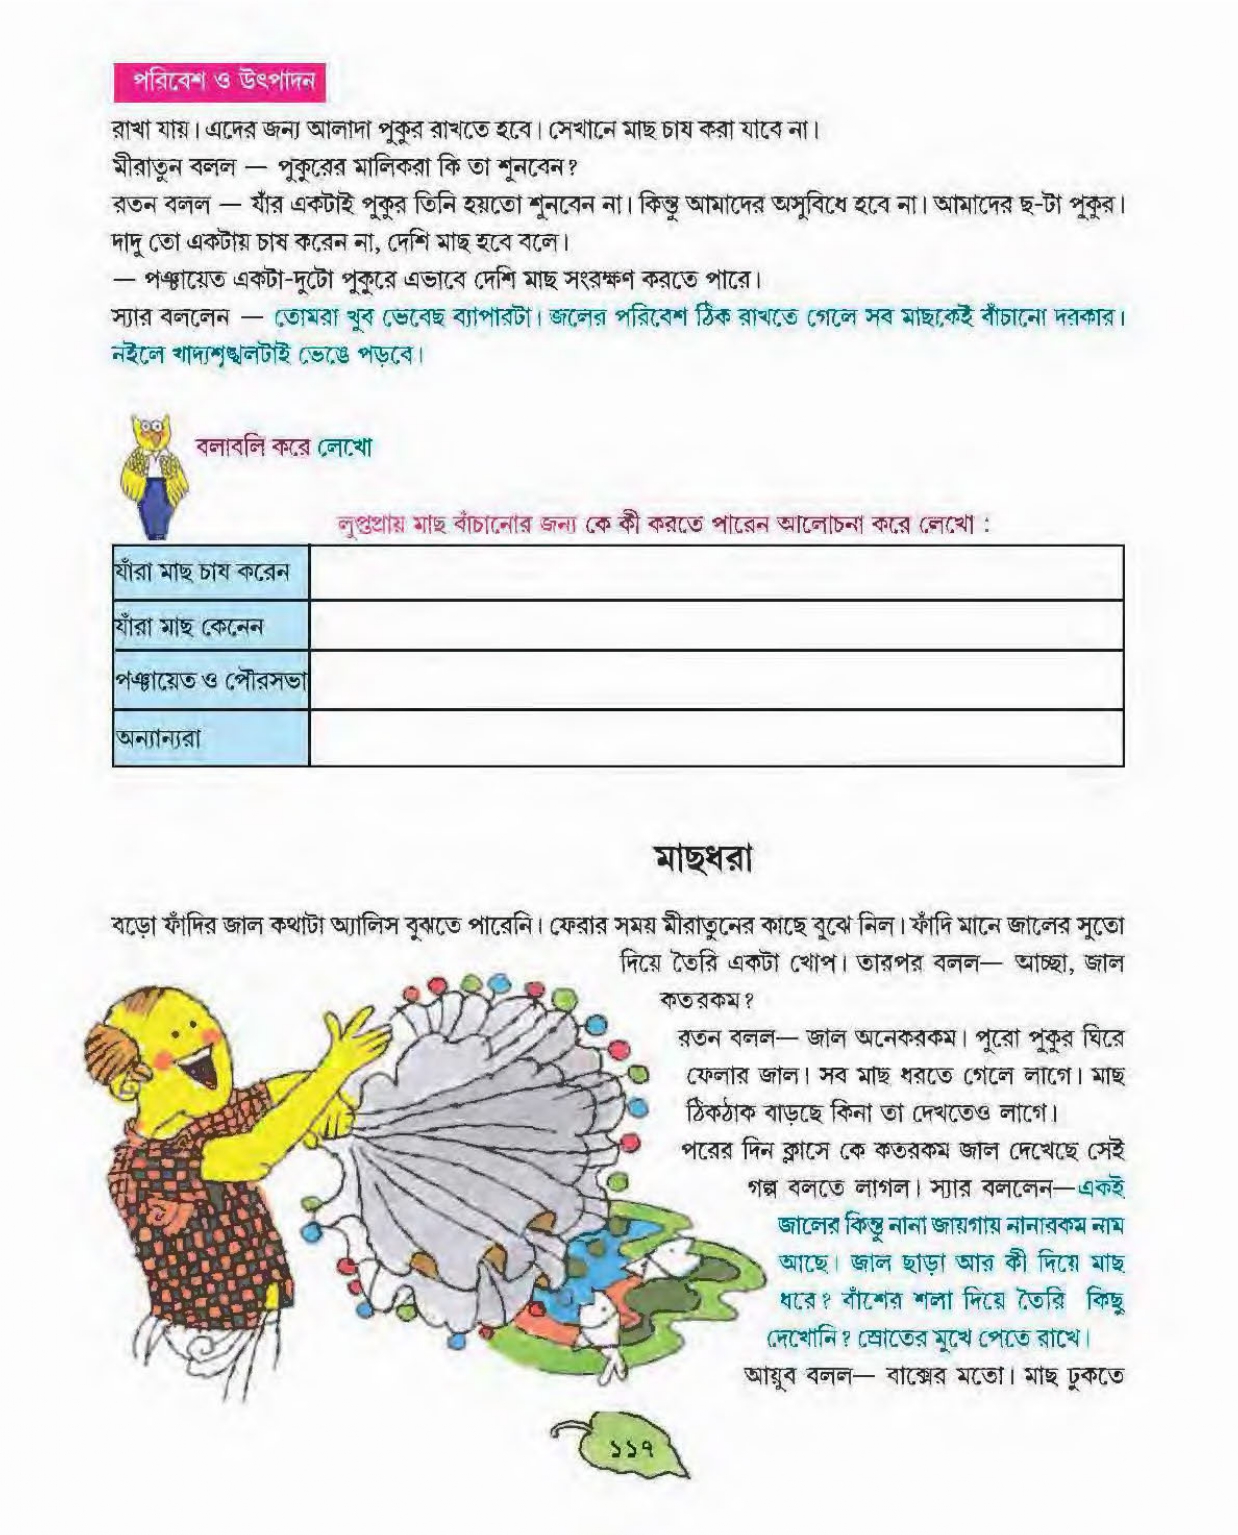 পরিবেশ ও উৎপাদন
রাখা যায়। এদের জন্য আলাদা পুকুর রাখতে হবে। সেখানে মাছ চাষ করা যাবে না।
মীরাতুন বলল — পুকুরের মালিকরা কি তা শুনবেন?
রতন বলল — যাঁর একটাই পুকুর তিনি হয়তো শুনবেন না। কিন্তু আমাদের অসুবিধে হবে না। আমাদের ছ-টা পুকুর।
দাদু তো একটায় চাষ করেন না, দেশি মাছ হবে বলে।
— পঞ্চায়েত একটা-দুটো পুকুরে এভাবে দেশি মাছ সংরক্ষণ করতে পারে।
স্যার বললেন — তোমরা খুব ভেবেছ ব্যাপারটা। জলের পরিবেশ ঠিক রাখতে গেলে সব মাছকেই বাঁচানো দরকার।
নইলে খাদ্যশৃঙ্খলটাই ভেঙে পড়বে।
বলাবলি করে লেখো
লুপ্তপ্রায় মাছ বাঁচানোর জন্য কে কী করতে পারেন আলোচনা করে লেখো :
যাঁরা মাছ চাষ করেন
যাঁরা মাছ কেনেন
পঞ্চায়েত ও পৌরসভা
অন্যান্যরা
মাছধরা
বড়ো ফাঁদির জাল কথাটা অ্যালিস বুঝতে পারেনি। ফেরার সময় মীরাতুনের কাছে বুঝে নিল। ফাঁদি মানে জালের সুতো
দিয়ে তৈরি একটা খোপ। তারপর বলল— আচ্ছা, জাল
কতরকম?
রতন বলল— জাল অনেকরকম। পুরো পুকুর ঘিরে
ফেলার জাল। সব মাছ ধরতে গেলে লাগে। মাছ
ঠিকঠাক বাড়ছে কিনা তা দেখতেও লাগে।
পরের দিন ক্লাসে কে কতরকম জাল দেখেছে সেই
গল্প বলতে লাগল। স্যার বললেন—একই
জালের কিন্তু নানা জায়গায় নানারকম নাম
আছে। জাল ছাড়া আর কী দিয়ে মাছ
ধরে? বাঁশের শলা দিয়ে তৈরি কিছু
দেখোনি? স্রোতের মুখে পেতে রাখে।
আয়ুব বলল— বাক্সের মতো। মাছ ঢুকতে
১১৭